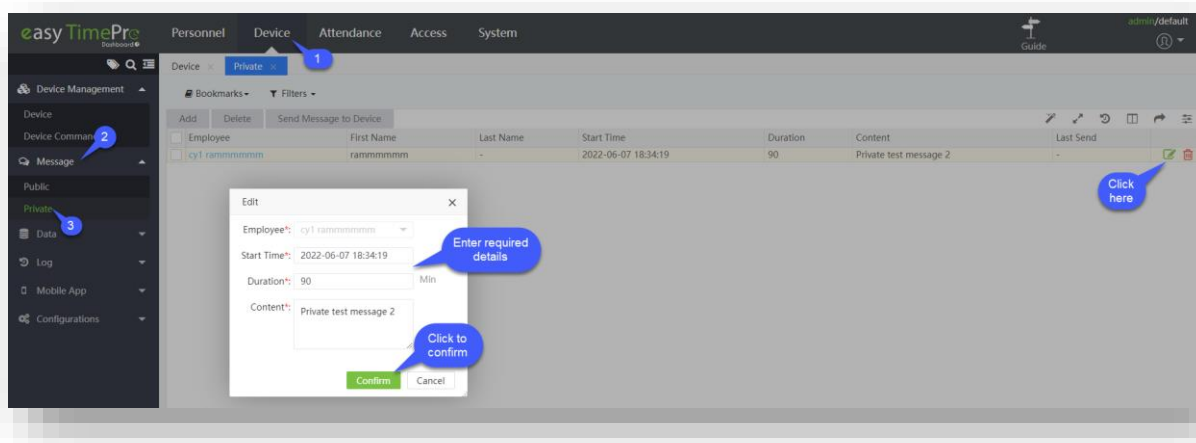 easy TimePro
Dashboard
Personnel Device Attendance Access System
Guide
admin/default
1
Device × Private ×
Device Management
Bookmarks Filters
Device
Add Delete Send Message to Device
Device Comman
2
Employee First Name Last Name Start Time Duration Content Last Send
cy1 rammmmmm rammmmmm - 2022-06-07 18:34:19 90 Private test message 2 -
Message
Public
Private
3
Click
here
Data
Log
Mobile App
Configurations
Edit ×
Employee*: cy1 rammmmmm
Start Time*: 2022-06-07 18:34:19
Duration*: 90 Min
Content*: Private test message 2
Enter required
details
Click to
confirm
Confirm Cancel